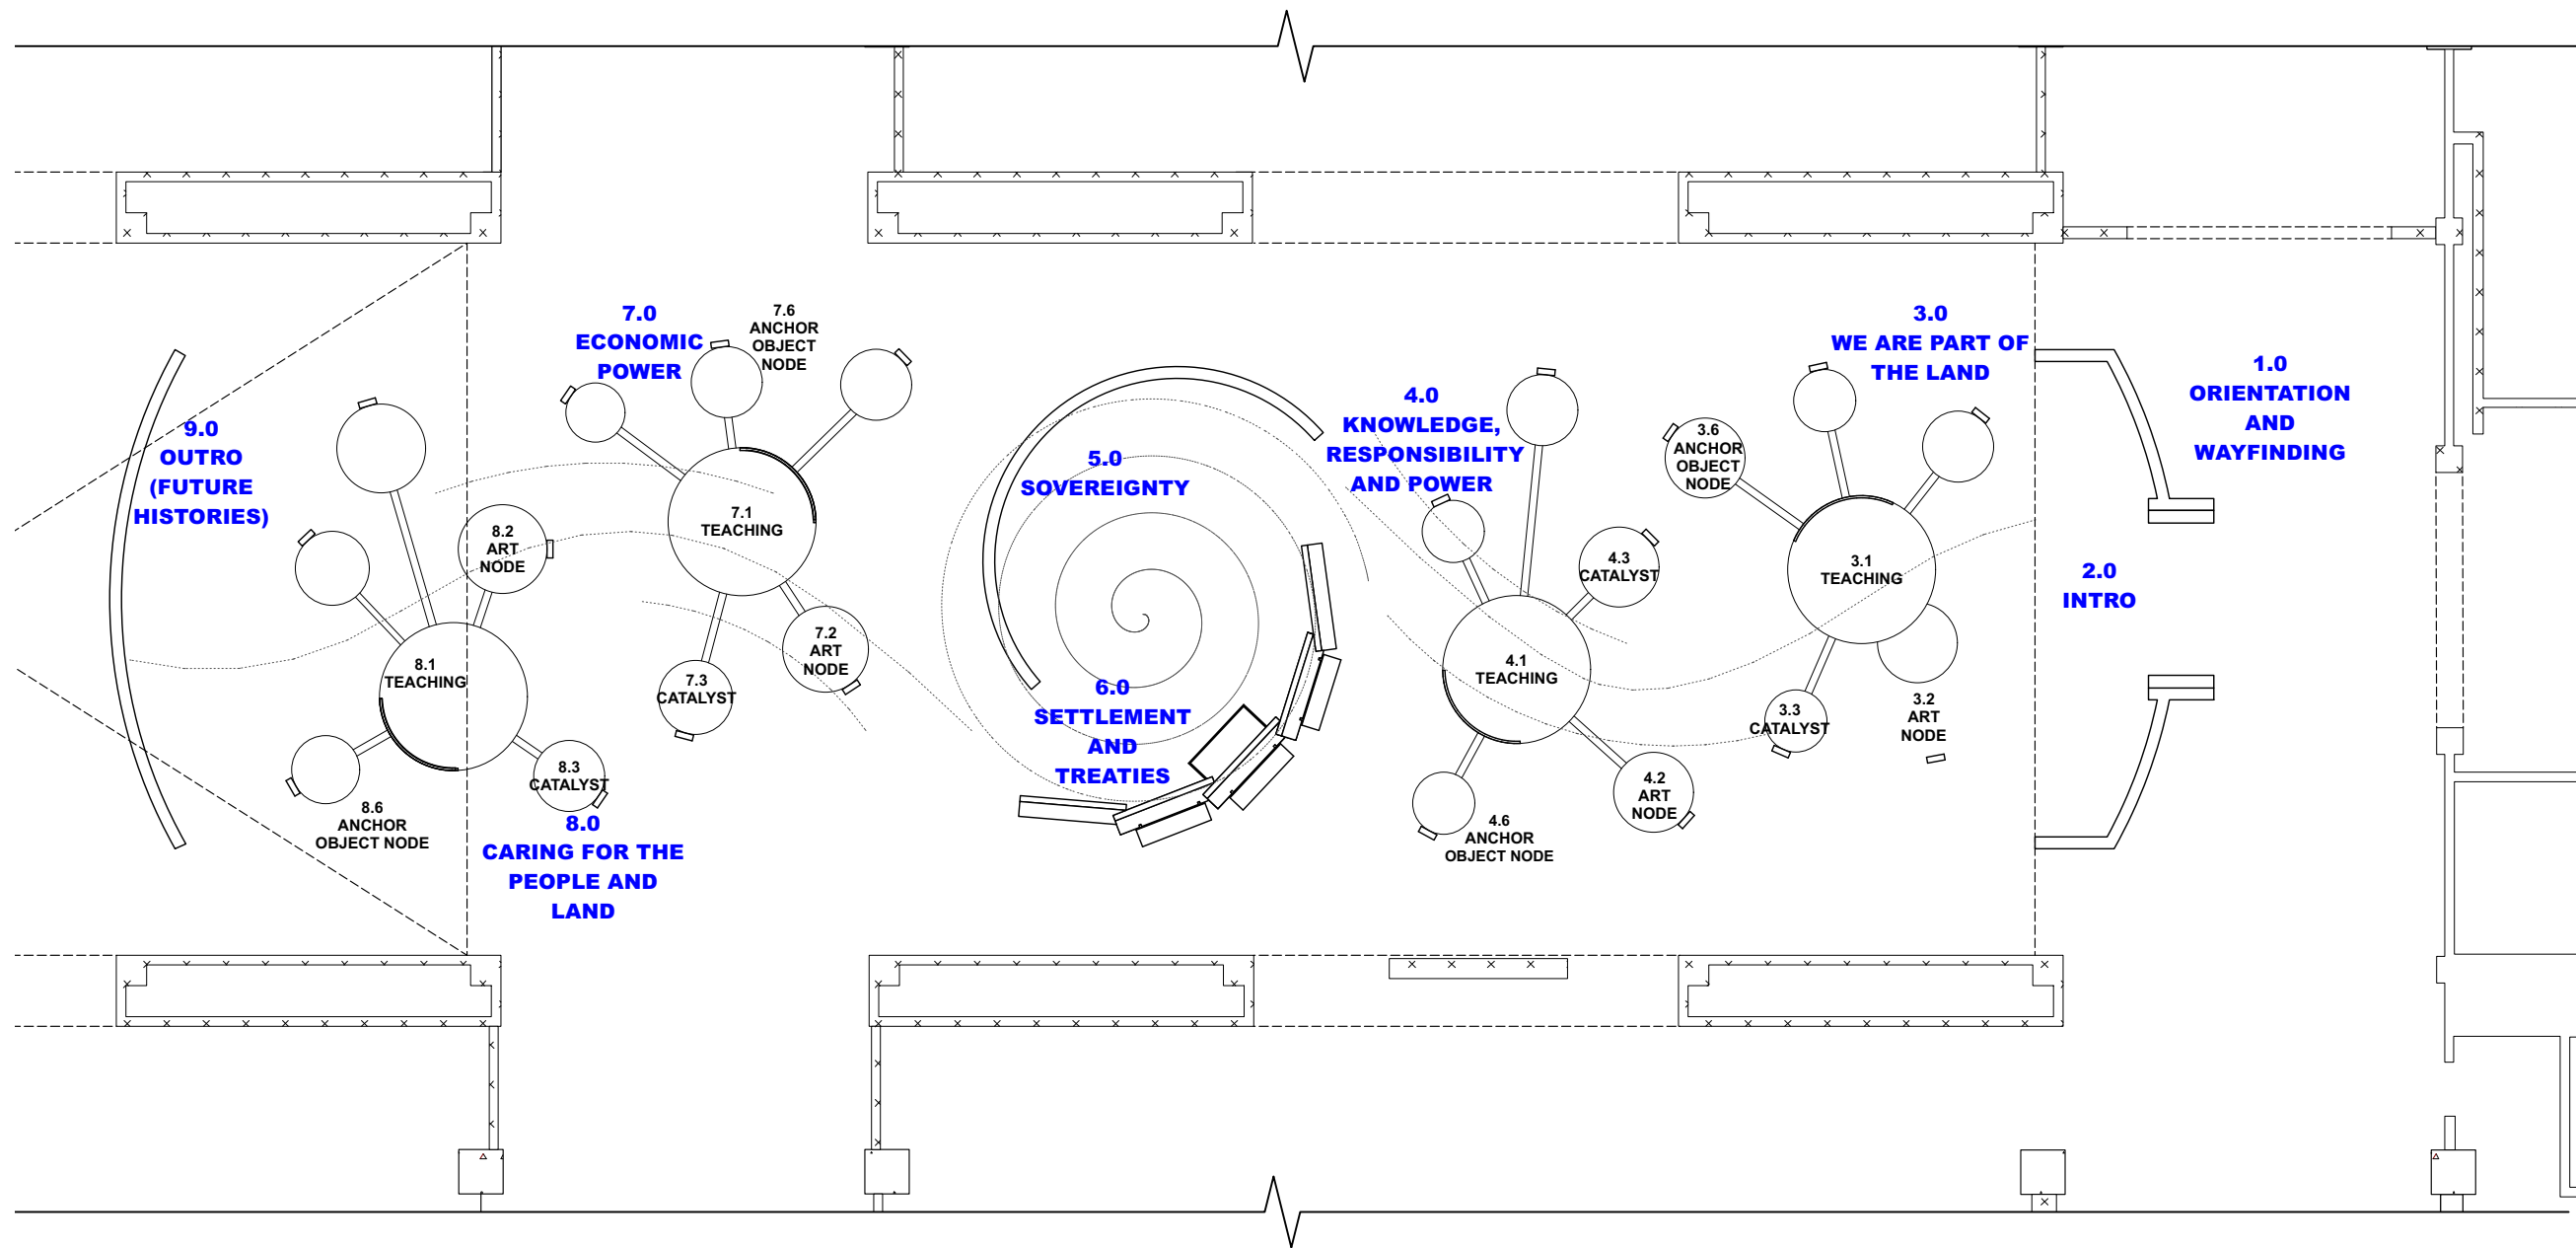 7.0
ECONOMIC
POWER
7.6
ANCHOR
OBJECT
NODE
3.0
WE ARE PART OF
THE LAND
1.0
ORIENTATION
AND
WAYFINDING
4.0
KNOWLEDGE,
RESPONSIBILITY
AND POWER
9.0
OUTRO
(FUTURE
HISTORIES)
5.0
SOVEREIGNTY
3.6
ANCHOR
OBJECT
NODE
8.2
ART
NODE
7.1
TEACHING
4.3
CATALYST
3.1
TEACHING
2.0
INTRO
7.2
ART
NODE
8.1
TEACHING
7.3
CATALYST
6.0
SETTLEMENT
AND
TREATIES
4.1
TEACHING
3.3
CATALYST
3.2
ART
NODE
8.3
CATALYST
4.2
ART
NODE
8.6
ANCHOR
OBJECT NODE
8.0
CARING FOR THE
PEOPLE AND
LAND
4.6
ANCHOR
OBJECT NODE